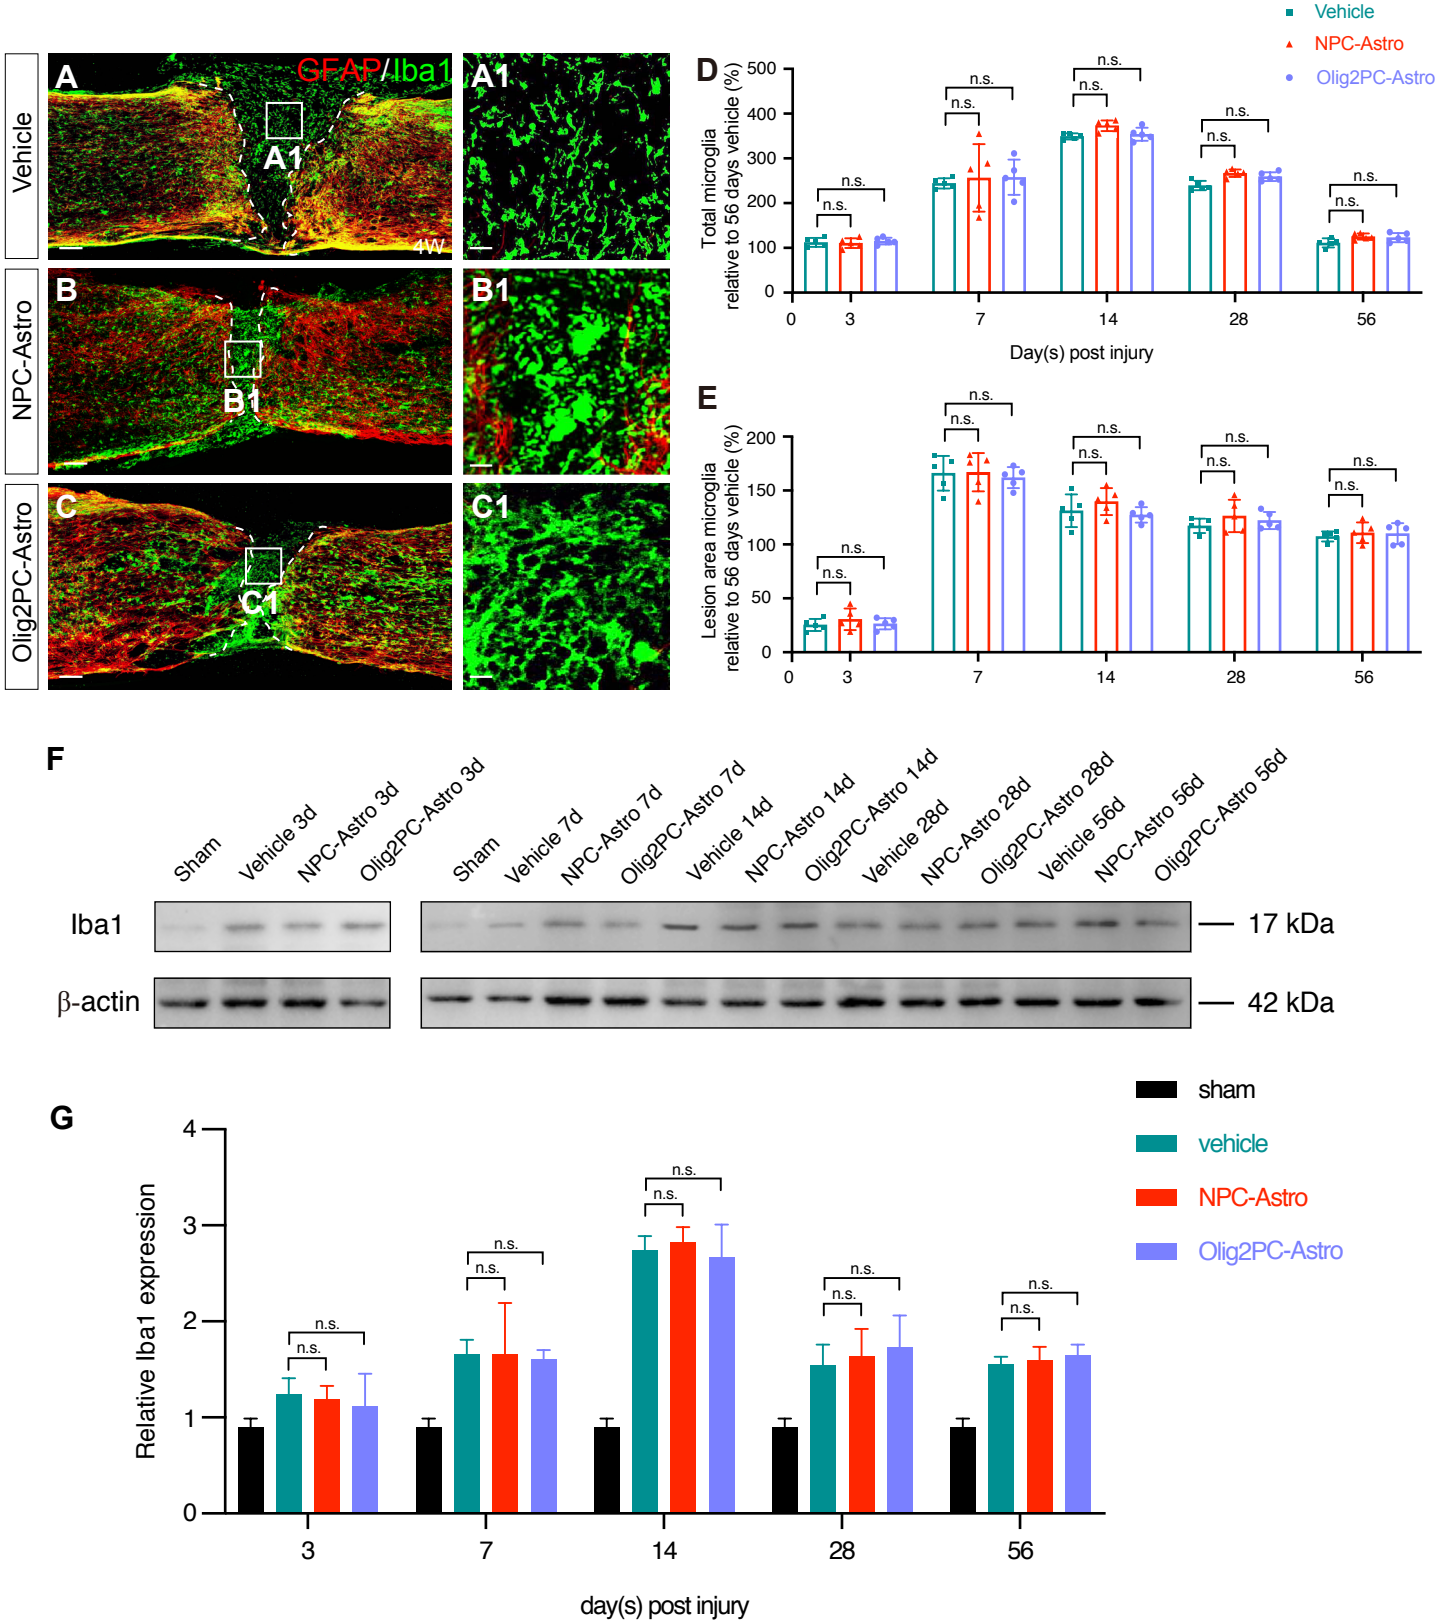 Vehicle
NPC-Astro
Olig2PC-Astro
A
GFAP/Iba1
A1
4W
A1
Vehicle
B
B1
B1
NPC-Astro
C
C1
C1
Olig2PC-Astro
D
Total microglia
relative to 56 days vehicle (%)
500
400
300
200
100
0
n.s.
n.s.
n.s.
n.s.
n.s.
n.s.
n.s.
n.s.
n.s.
n.s.
0 3 7 14 28 56
Day(s) post injury
E
Lesion area microglia
relative to 56 days vehicle (%)
200
150
100
50
0
n.s.
n.s.
n.s.
n.s.
n.s.
n.s.
n.s.
n.s.
n.s.
n.s.
0 3 7 14 28 56
F
Sham
Vehicle 3d
NPC-Astro 3d
Olig2PC-Astro 3d
Sham
Vehicle 7d
NPC-Astro 7d
Olig2PC-Astro 7d
Vehicle 14d
NPC-Astro 14d
Olig2PC-Astro 14d
Vehicle 28d
NPC-Astro 28d
Olig2PC-Astro 28d
Vehicle 56d
NPC-Astro 56d
Olig2PC-Astro 56d
Iba1
17 kDa
β-actin
42 kDa
G
sham
vehicle
NPC-Astro
Olig2PC-Astro
Relative Iba1 expression
4
3
2
1
0
n.s.
n.s.
n.s.
n.s.
n.s.
n.s.
n.s.
n.s.
n.s.
n.s.
3 7 14 28 56
day(s) post injury